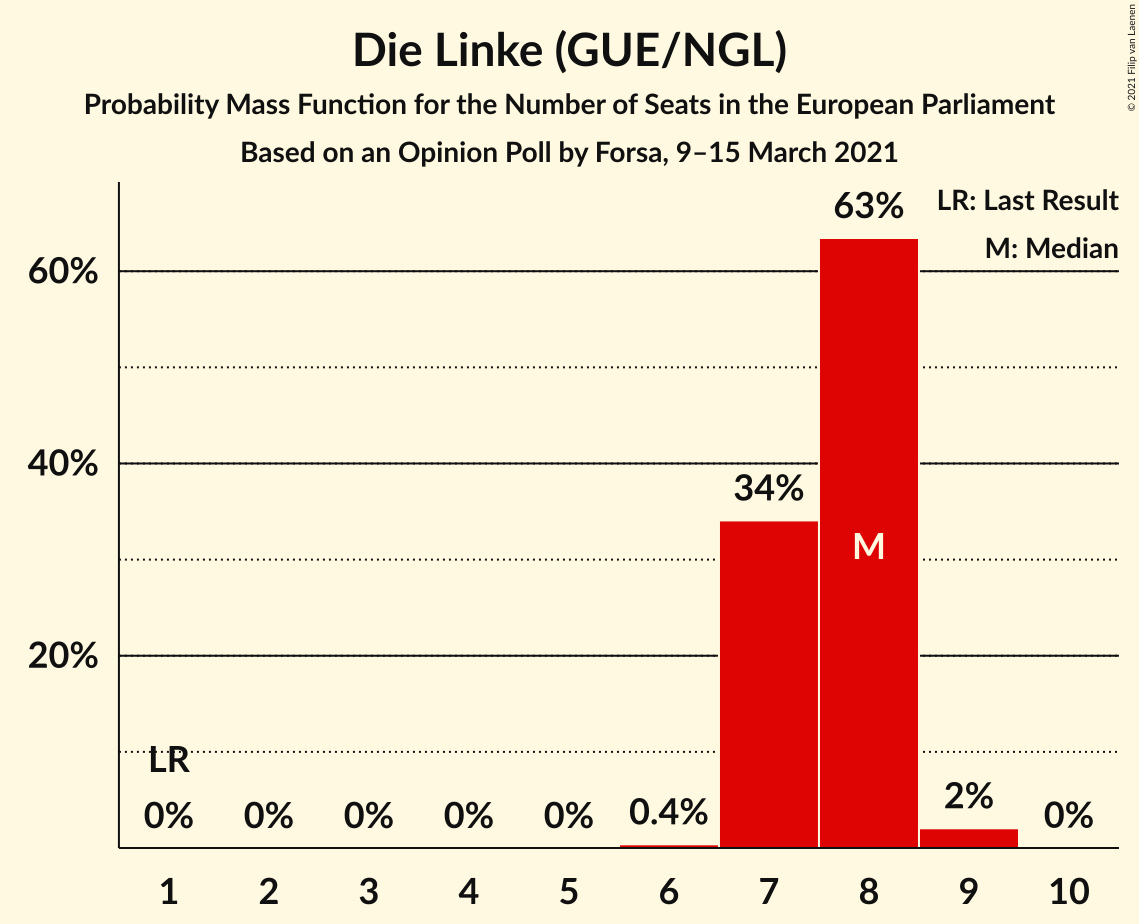 Die Linke (GUE/NGL)
Probability Mass Function for the Number of Seats in the European Parliament
Based on an Opinion Poll by Forsa, 9–15 March 2021
© 2021 Filip van Laenen
LR: Last Result
M: Median
60%
40%
20%
63%
34%
M
LR
0%
0%
0%
0%
0%
0.4%
2%
0%
1
2
3
4
5
6
7
8
9
10